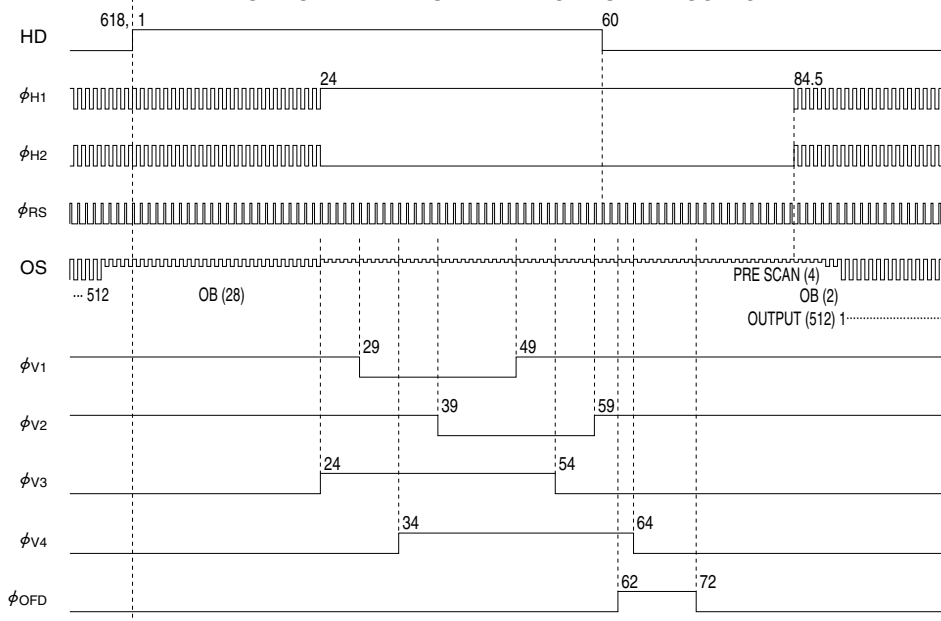 618, 1
60
HD
24
84.5
ϕH1
ϕH2
ϕRS
OS
PRE SCAN (4)
··· 512
OB (28)
OB (2)
OUTPUT (512) 1
29
49
ϕV1
39
59
ϕV2
24
54
ϕV3
34
64
ϕV4
62
72
ϕOFD